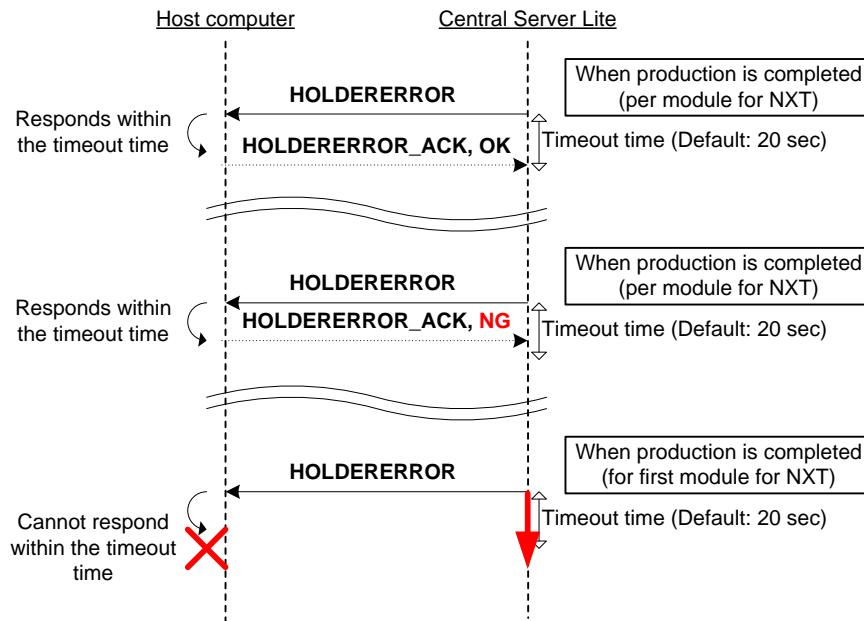 Host computer
Central Server Lite
When production is completed
(per module for NXT)
HOLDERERROR
Responds within
the timeout time
Timeout time (Default: 20 sec)
HOLDERERROR_ACK, OK
When production is completed
(per module for NXT)
HOLDERERROR
Responds within
the timeout time
Timeout time (Default: 20 sec)
HOLDERERROR_ACK, NG
When production is completed
(for first module for NXT)
HOLDERERROR
Timeout time (Default: 20 sec)
Cannot respond
within the timeout
time